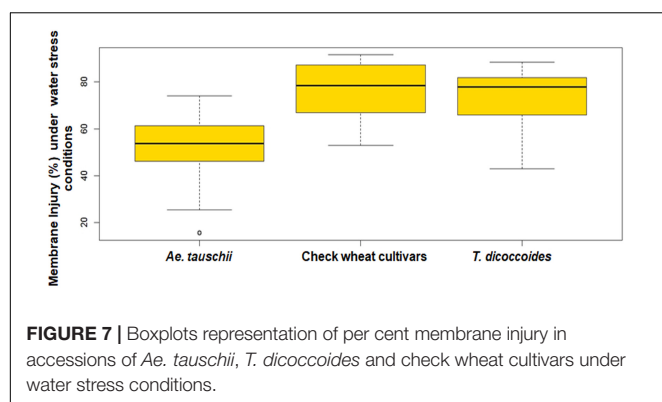 Membrane Injury (%) under water stress
conditions
80
60
40
20
Ae. tauschii Check wheat cultivars T. dicoccoides
FIGURE 7 | Boxplots representation of per cent membrane injury in
accessions of Ae. tauschii, T. dicoccoides and check wheat cultivars under
water stress conditions.